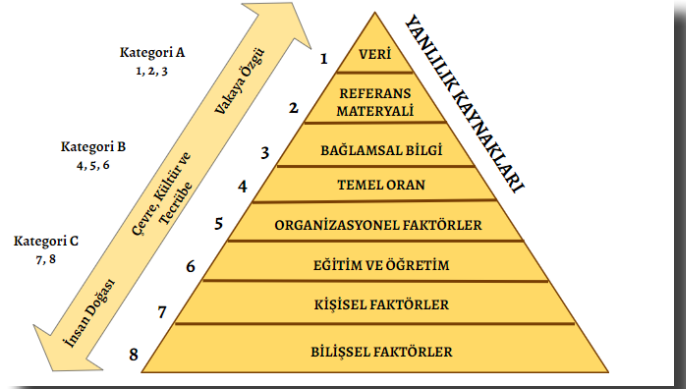 Kategori A
1, 2, 3
Kategori B
4, 5, 6
Kategori C
7, 8
Vakaya Özgü
Çevre, Kültür ve
Tecrübe
İnsan Doğası
YANLILIK KAYNAKLARI
1 VERİ
2 REFERANS
MATERYALİ
3 BAĞLAMSAL BİLGİ
4 TEMEL ORAN
5 ORGANİZASYONEL FAKTÖRLER
6 EĞİTİM VE ÖĞRETİM
7 KİŞİSEL FAKTÖRLER
8 BİLİŞSEL FAKTÖRLER